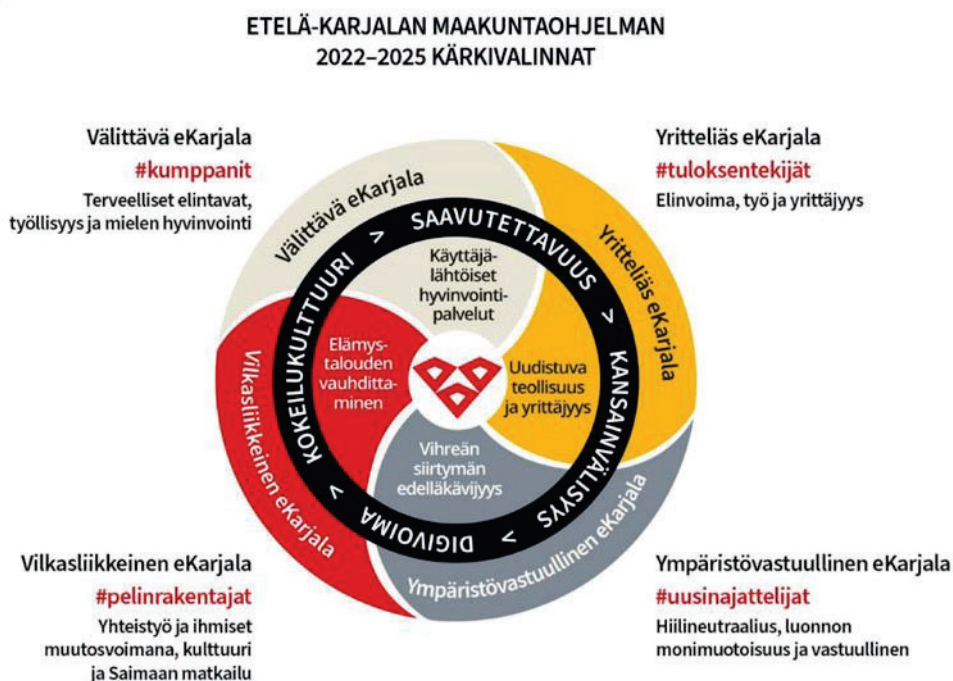 ETELÄ-KARJALAN MAAKUNTAOHJELMAN
2022–2025 KÄRKIVALINNAT
Välittävä eKarjala
#kumppanit
Terveelliset elintavat,
työllisyys ja mielen hyvinvointi
Yritteliäs eKarjala
#tuloksentekijät
Elinvoima, työ ja yrittäjyys
Välittävä eKarjala
Yritteliäs eKarjala
Ympäristövastuullinen eKarjala
Vilkasliikkeinen eKarjala
KOKEILUKULTTUURI > SAAVUTETTAVUUS > KANSAINVÄLISYYS > DIGIVOIMA >
Käyttäjä-
lähtöiset
hyvinvointi-
palvelut
Elämys-
talouden
vauhditta-
minen
Uudistuva
teollisuus
ja yrittäjyys
Vihreän
siirtymän
edelläkävijyys
Vilkasliikkeinen eKarjala
#pelinrakentajat
Yhteistyö ja ihmiset
muutosvoimana, kulttuuri
ja Saimaan matkailu
Ympäristövastuullinen eKarjala
#uusinajattelijat
Hiilineutraalius, luonnon
monimuotoisuus ja vastuullinen